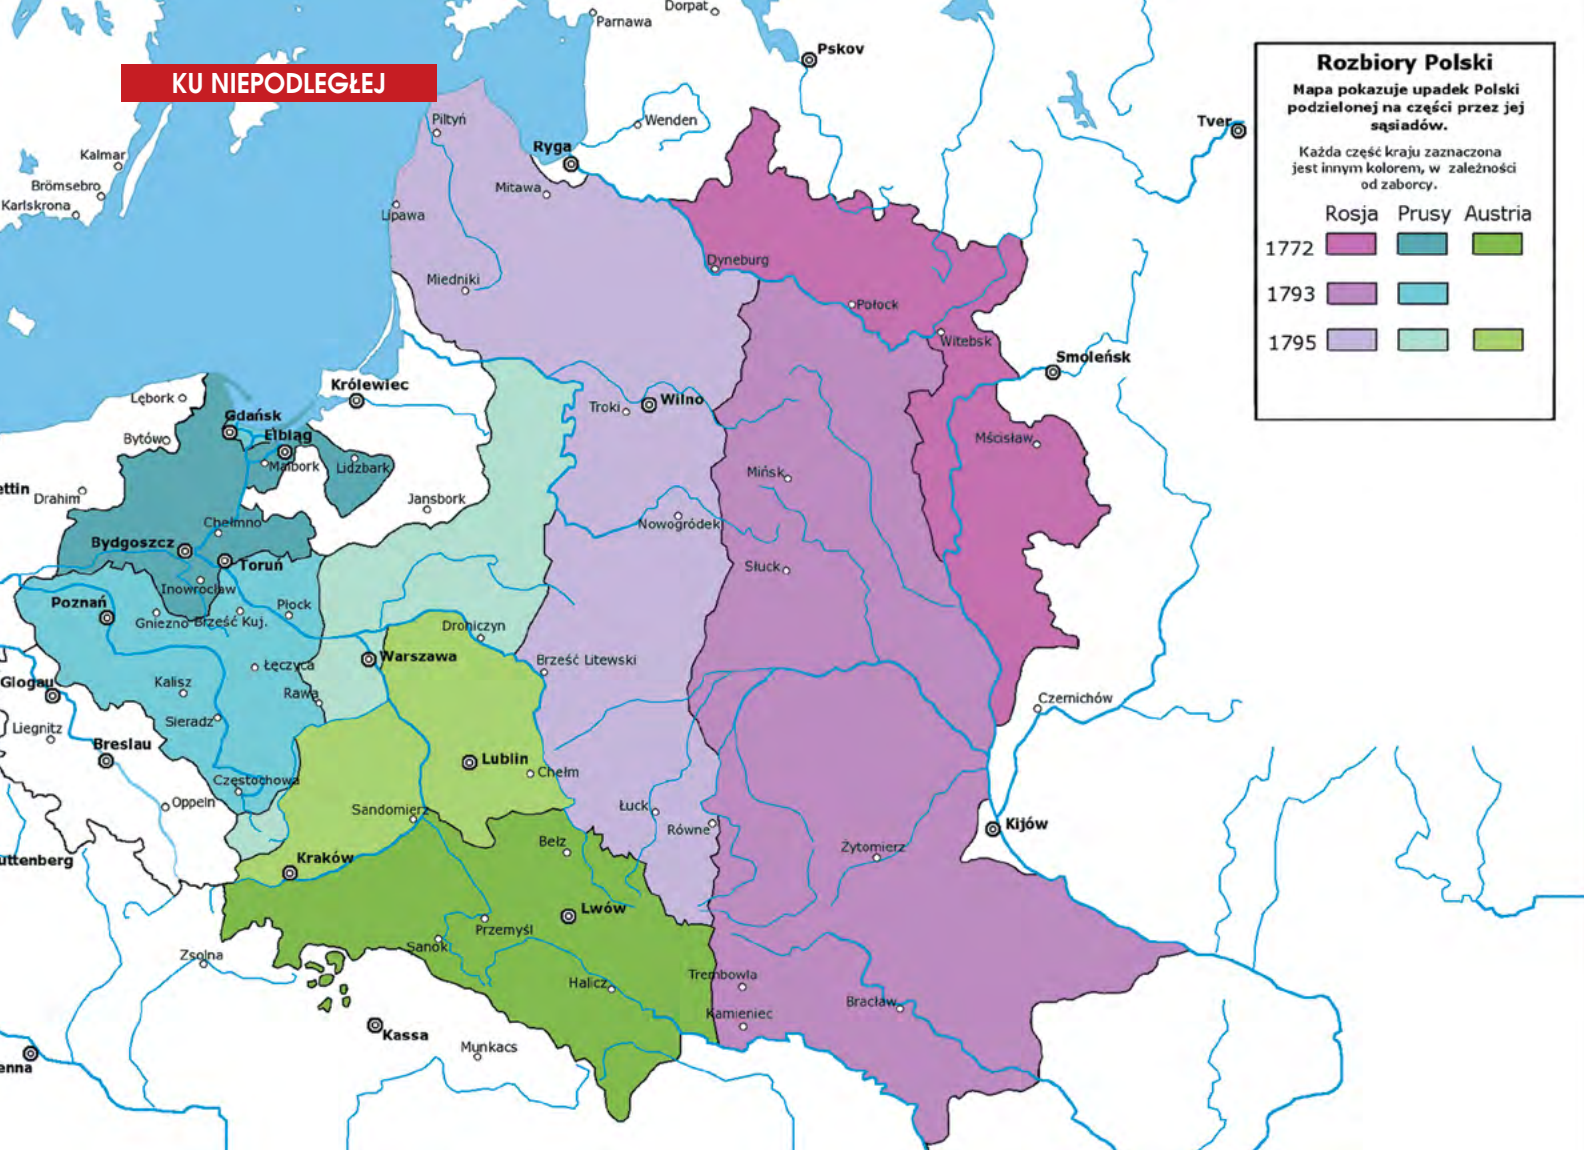 KU NIEPODLEGŁEJ
Rozbiory Polski
Mapa pokazuje upadek Polski
podzielonej na części przez jej
sąsiadów.
Każda część kraju zaznaczona
jest innym kolorem, w zależności
od zaborcy.
Rosja Prusy Austria
1772
1793
1795
Parnawa
Dorpat
Pskov
Tver
Piltyń
Wenden
Ryga
Kalmar
Brömsebro
Karlskrona
Mitawa
Lipawa
Miedniki
Dyneburg
Połock
Witebsk
Smoleńsk
Królewiec
Lębork
Gdańsk
Elbląg
Bytów
Malbork
Lidzbark
Troki
Wilno
Mścisław
Mińsk
ettin
Drahim
Jansbork
Chełmno
Nowogródek
Bydgoszcz
Toruń
Słuck
Inowrocław
Poznań
Gniezno
Brześć Kuj.
Płock
Drohiczyn
Warszawa
Brześć Litewski
Łęczyca
Glogau
Kalisz
Rawa
Czernichów
Liegnitz
Sieradz
Breslau
Lublin
Chełm
Częstochowa
Oppeln
Sandomierz
Łuck
Równe
Kijów
Żytomierz
Bełz
uttenberg
Kraków
Lwów
Przemyśl
Sanok
Zsolna
Halicz
Trembowla
Bracław
Kamieniec
Kassa
Munkacs
enna